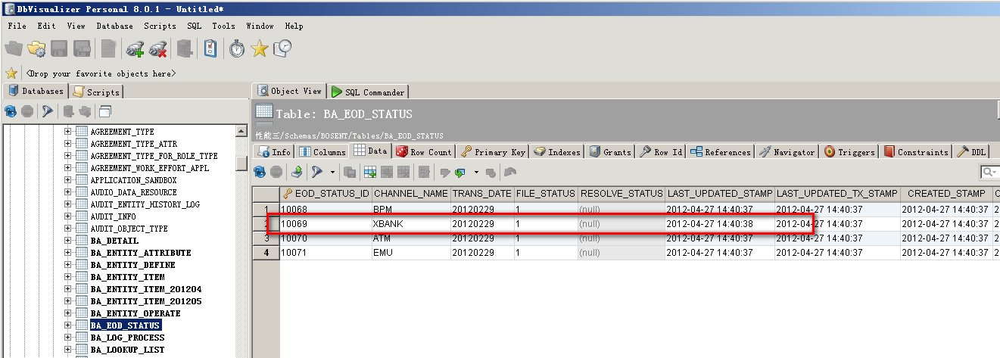 DbVisualizer Personal 8.0.1 - Untitled*
File Edit View Database Scripts SQL Tools Window Help
<Drop your favorite objects here>
Databases Scripts
AGREEMENT_TYPE
AGREEMENT_TYPE_ATTR
AGREEMENT_TYPE_FOR_ROLE_TYPE
AGREEMENT_WORK_EFFORT_APPL
APPLICATION_SANDBOX
AUDIO_DATA_RESOURCE
AUDIT_ENTITY_HISTORY_LOG
AUDIT_INFO
AUDIT_OBJECT_TYPE
BA_DETAIL
BA_ENTITY_ATTRIBUTE
BA_ENTITY_DEFINE
BA_ENTITY_ITEM
BA_ENTITY_ITEM_201204
BA_ENTITY_ITEM_201205
BA_ENTITY_OPERATE
BA_EOD_STATUS
BA_LOG_PROCESS
BA_LOOKUP_LIST
Object View SQL Commander
Table: BA_EOD_STATUS
性能三/Schemas/BOSENT/Tables/BA_EOD_STATUS
Info Columns Data Row Count Primary Key Indexes Grants Row Id References Navigator Triggers Constraints DDL
EOD_STATUS_ID CHANNEL_NAME TRANS_DATE FILE_STATUS RESOLVE_STATUS LAST_UPDATED_STAMP LAST_UPDATED_TX_STAMP CREATED_STAMP C
1 10068 BPM 20120229 1 (null) 2012-04-27 14:40:37 2012-04-27 14:40:37 2012-04-27 14:40:37 2
2 10069 XBANK 20120229 1 (null) 2012-04-27 14:40:38 2012-04-27 14:40:37 2012-04-27 14:40:37 2
3 10070 ATM 20120229 1 (null) 2012-04-27 14:40:37 2012-04-27 14:40:37 2012-04-27 14:40:37 2
4 10071 EMU 20120229 1 (null) 2012-04-27 14:40:37 2012-04-27 14:40:37 2012-04-27 14:40:37 2